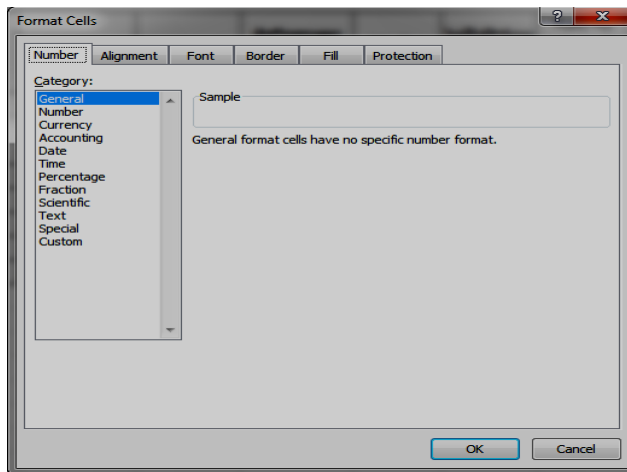 Format Cells
Number Alignment Font Border Fill Protection
Category:
General
Number
Currency
Accounting
Date
Time
Percentage
Fraction
Scientific
Text
Special
Custom
Sample
General format cells have no specific number format.
OK Cancel